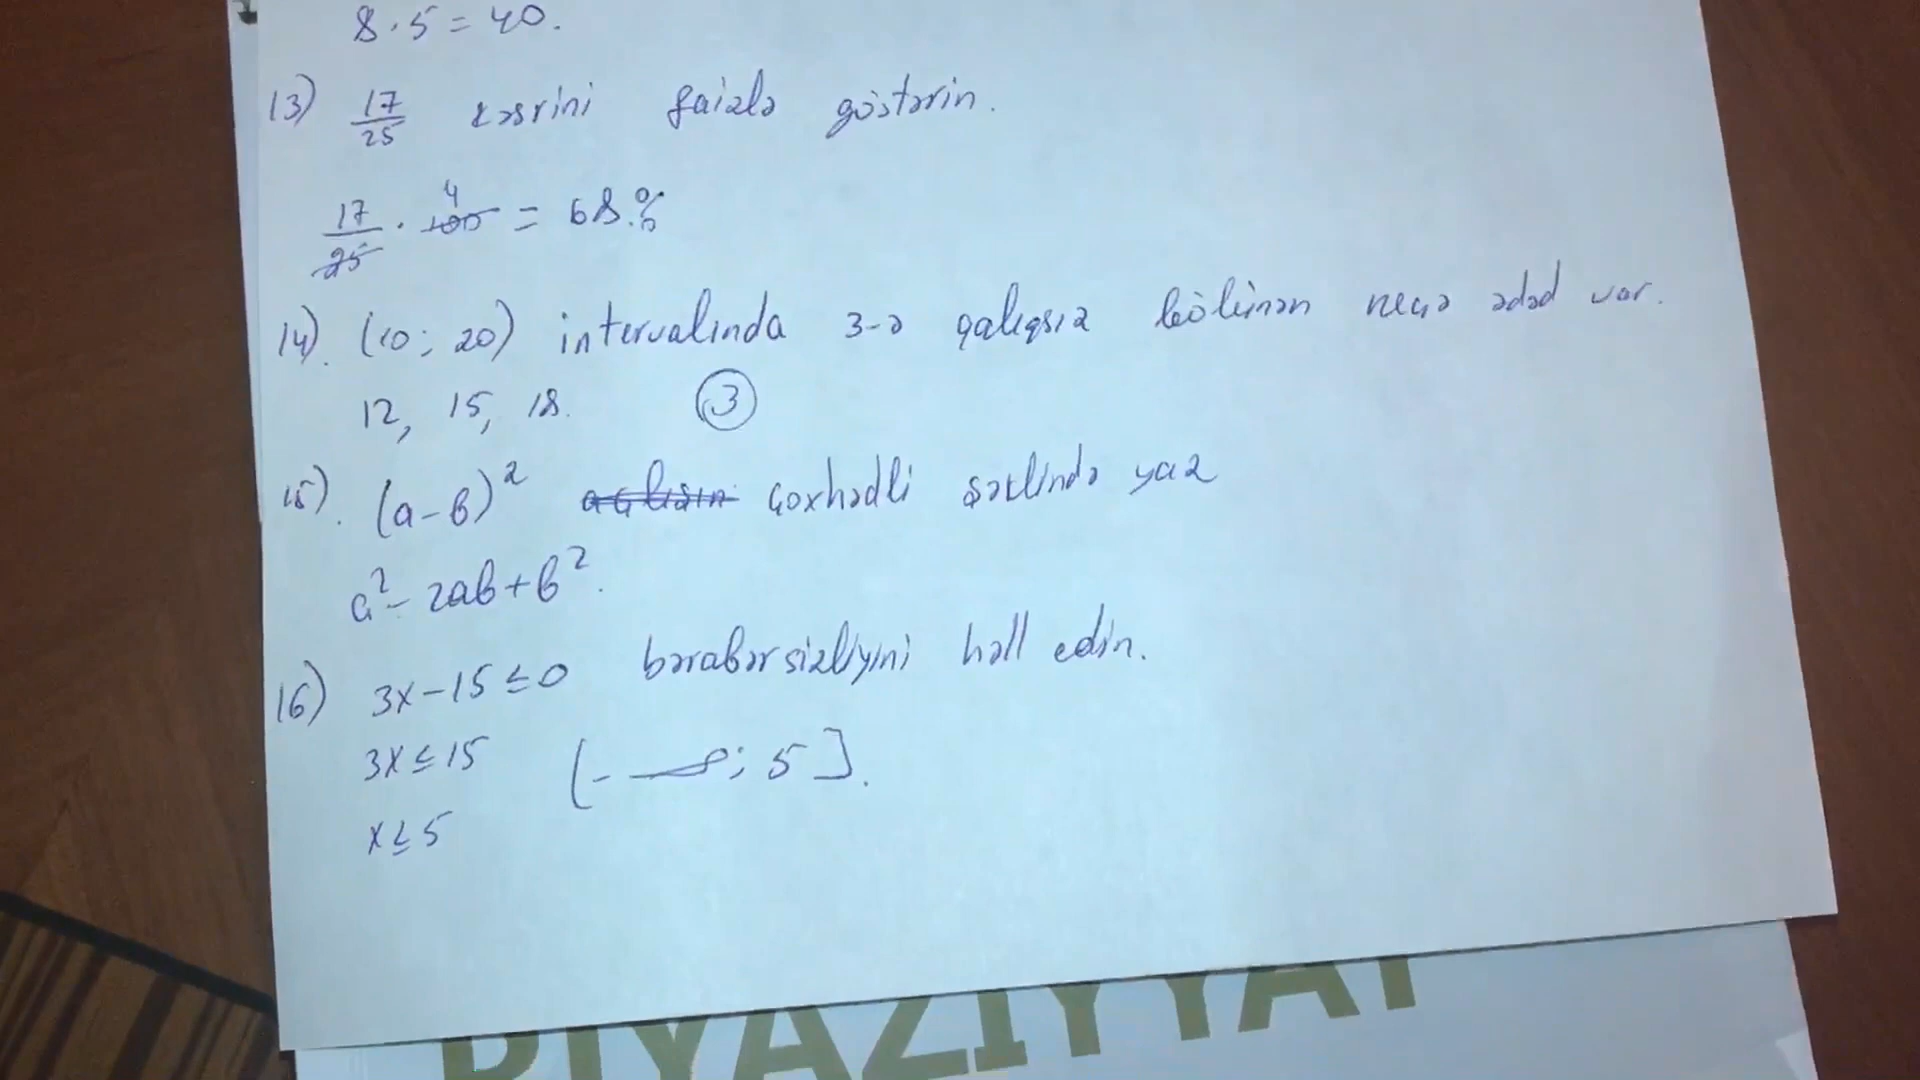 8 · 5 = 40.
13) 17/25 kəsrini faizlə göstərin.
17/25 · 100 4 = 68.%
14). (10; 20) intervalında 3-ə qalıqsız bölünən neçə ədəd var.
12, 15, 18. 3
15). (a-b)² açılışın çoxhədli şəklində yaz
a² - 2ab + b².
16) 3x - 15 ≤ 0 bərabərsizliyini həll edin.
3x ≤ 15 (-∞; 5].
x ≤ 5
RİYAZİYYAT